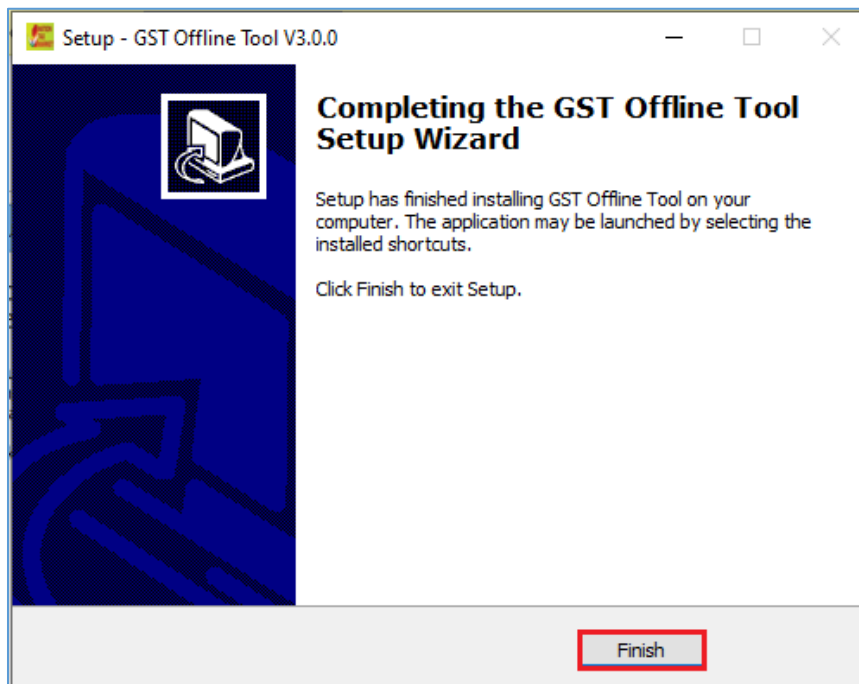 Setup - GST Offline Tool V3.0.0
Completing the GST Offline Tool
Setup Wizard
Setup has finished installing GST Offline Tool on your
computer. The application may be launched by selecting the
installed shortcuts.
Click Finish to exit Setup.
Finish